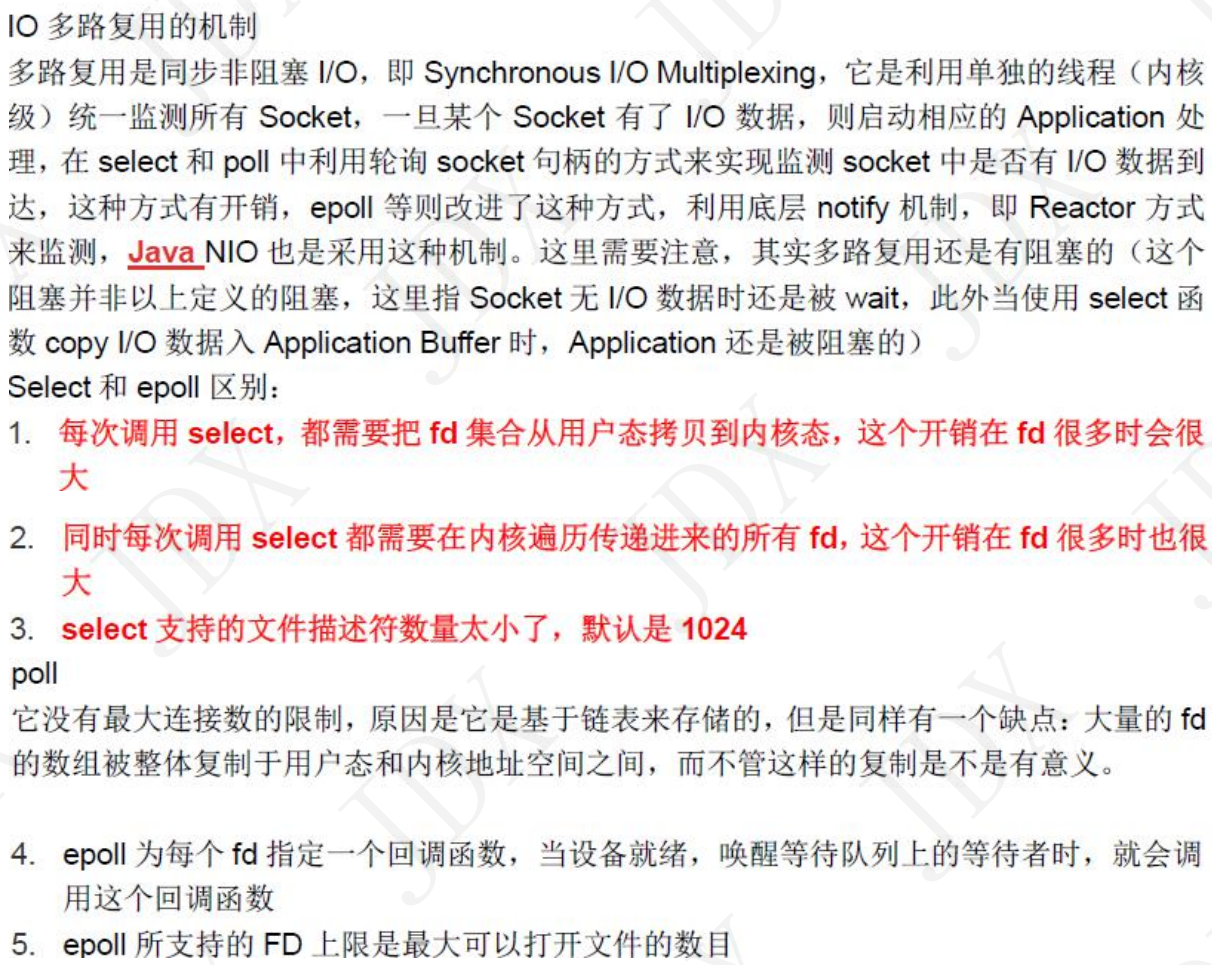 IO 多路复用的机制
多路复用是同步非阻塞 I/O，即 Synchronous I/O Multiplexing，它是利用单独的线程（内核
级）统一监测所有 Socket，一旦某个 Socket 有了 I/O 数据，则启动相应的 Application 处
理，在 select 和 poll 中利用轮询 socket 句柄的方式来实现监测 socket 中是否有 I/O 数据到
达，这种方式有开销，epoll 等则改进了这种方式，利用底层 notify 机制，即 Reactor 方式
来监测，Java NIO 也是采用这种机制。这里需要注意，其实多路复用还是有阻塞的（这个
阻塞并非以上定义的阻塞，这里指 Socket 无 I/O 数据时还是被 wait，此外当使用 select 函
数 copy I/O 数据入 Application Buffer 时，Application 还是被阻塞的）
Select 和 epoll 区别：
1. 每次调用 select，都需要把 fd 集合从用户态拷贝到内核态，这个开销在 fd 很多时会很
大
2. 同时每次调用 select 都需要在内核遍历传递进来的所有 fd，这个开销在 fd 很多时也很
大
3. select 支持的文件描述符数量太小了，默认是 1024
poll
它没有最大连接数的限制，原因是它是基于链表来存储的，但是同样有一个缺点：大量的 fd
的数组被整体复制于用户态和内核地址空间之间，而不管这样的复制是不是有意义。
4. epoll 为每个 fd 指定一个回调函数，当设备就绪，唤醒等待队列上的等待者时，就会调
用这个回调函数
5. epoll 所支持的 FD 上限是最大可以打开文件的数目